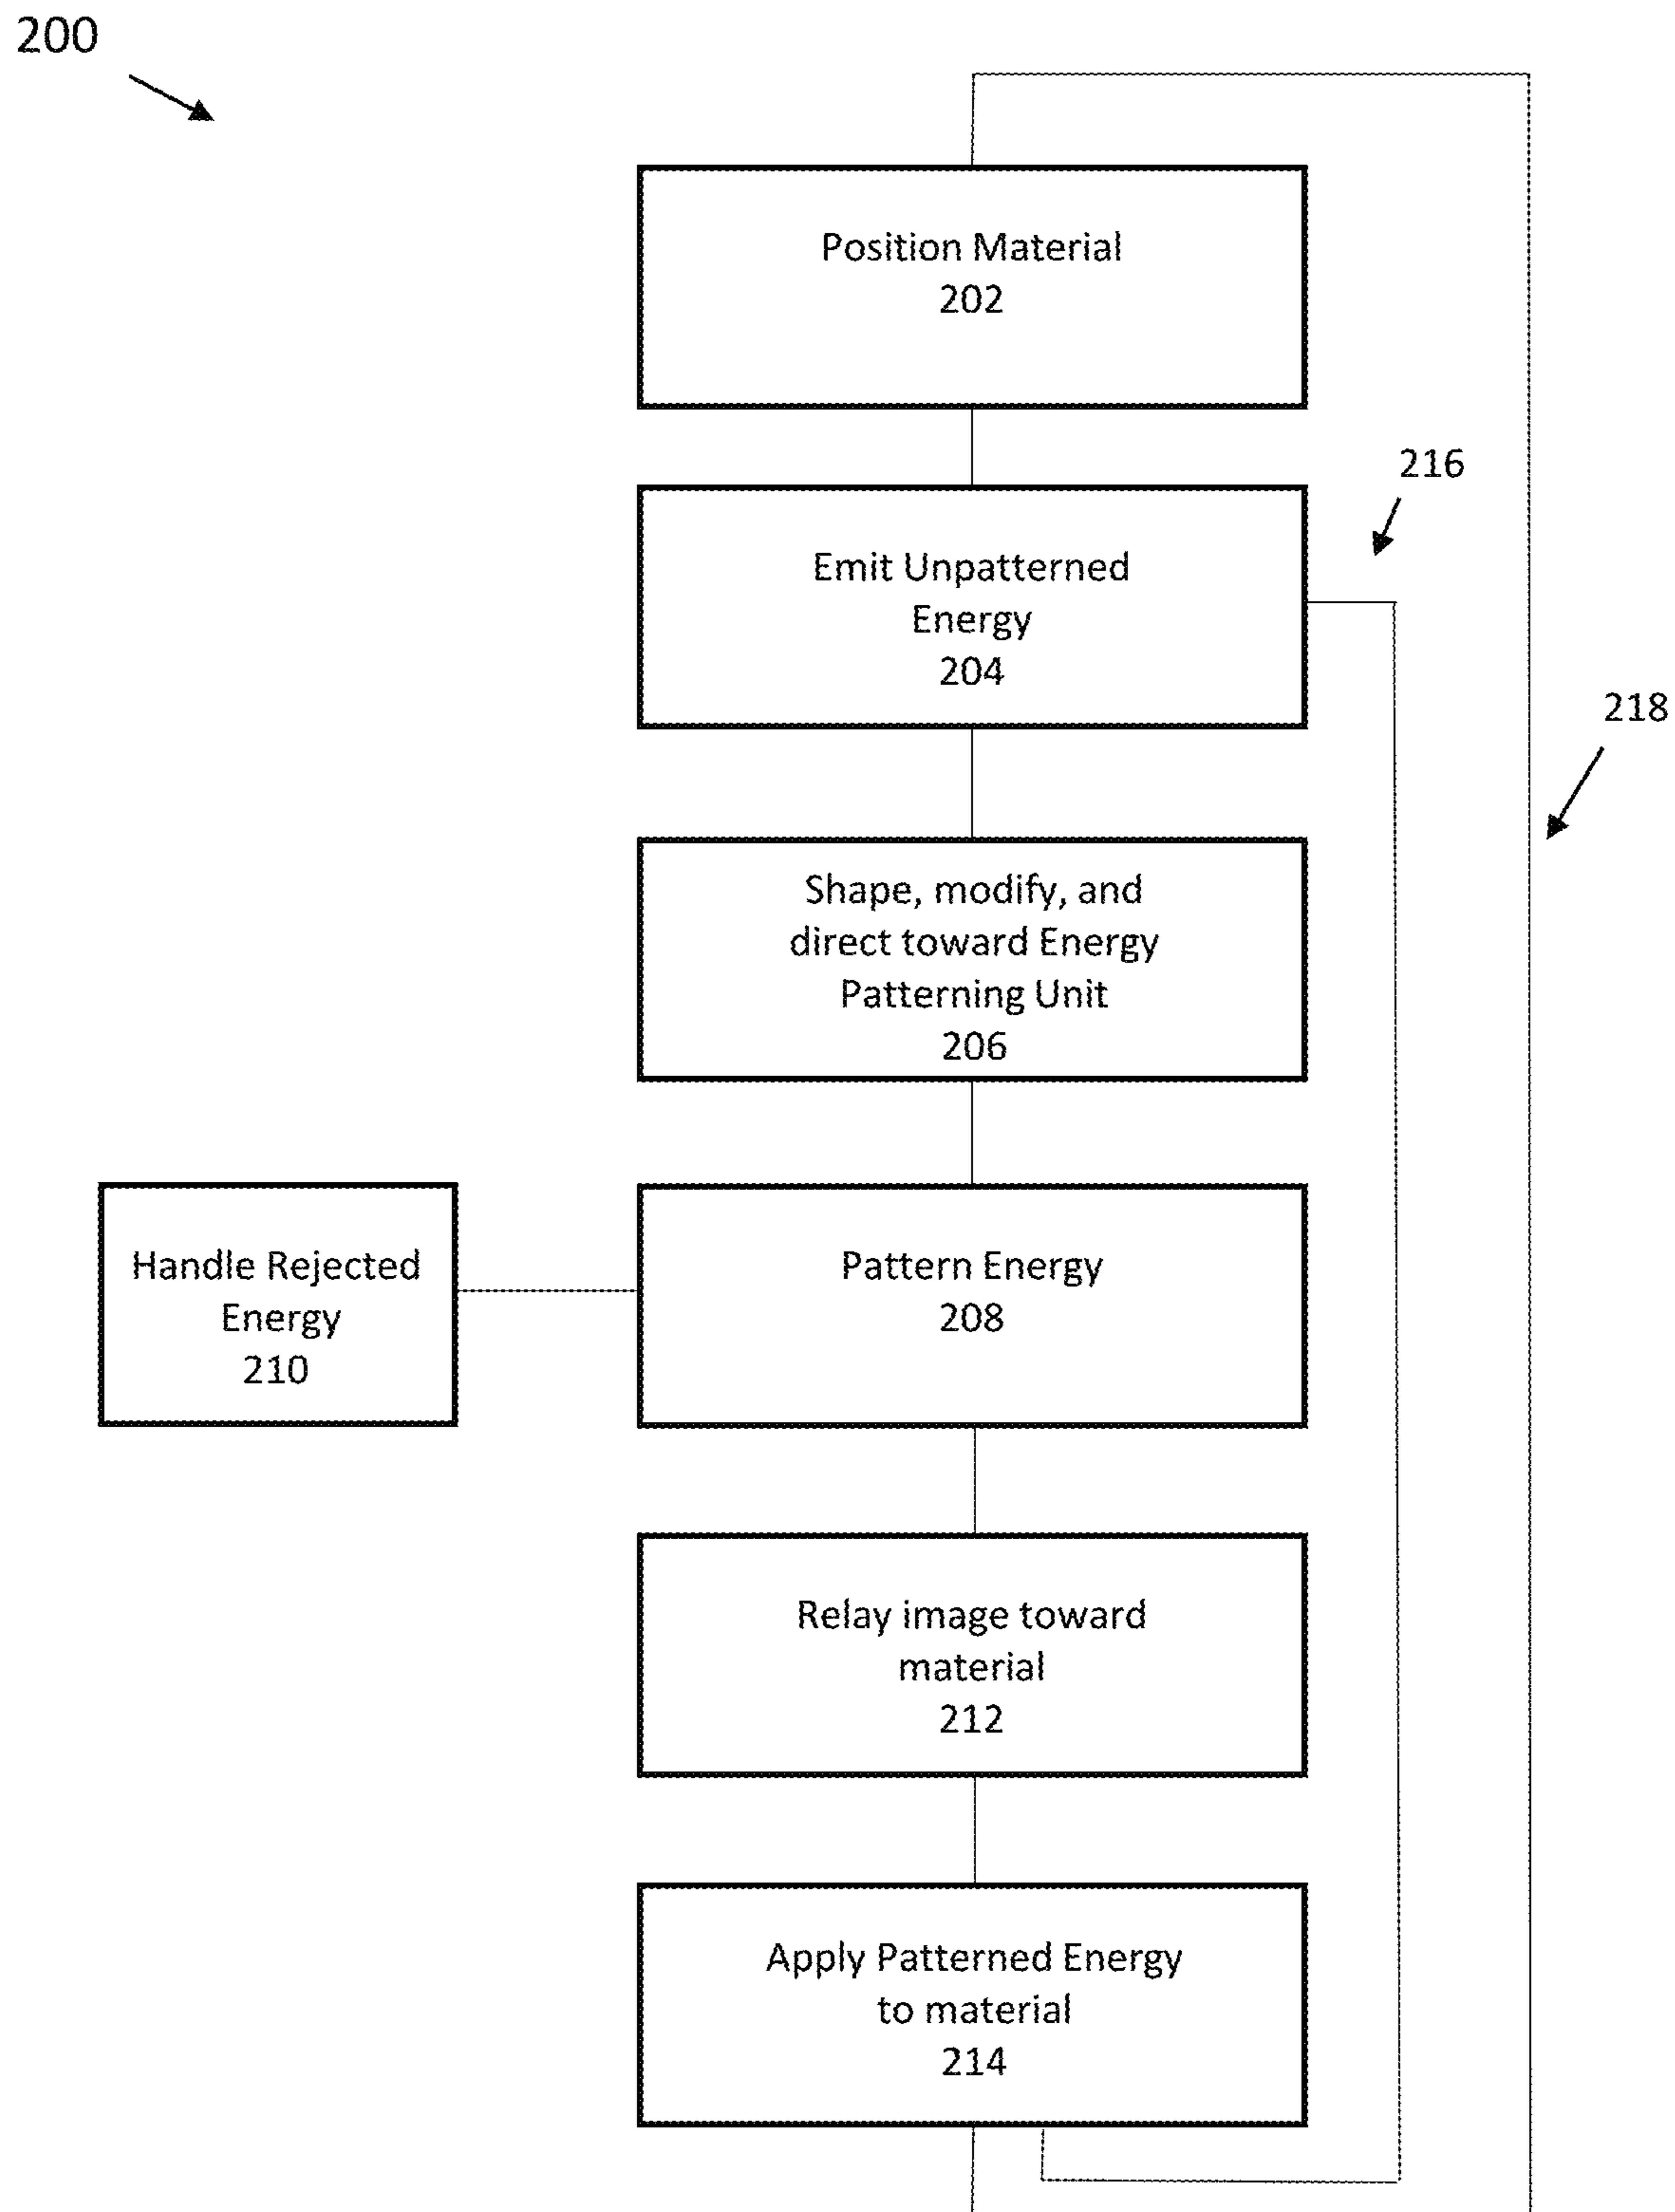 200
Position Material
202
216
Emit Unpatterned
Energy
204
218
Shape, modify, and
direct toward Energy
Patterning Unit
206
Handle Rejected
Energy
210
Pattern Energy
208
Relay image toward
material
212
Apply Patterned Energy
to material
214